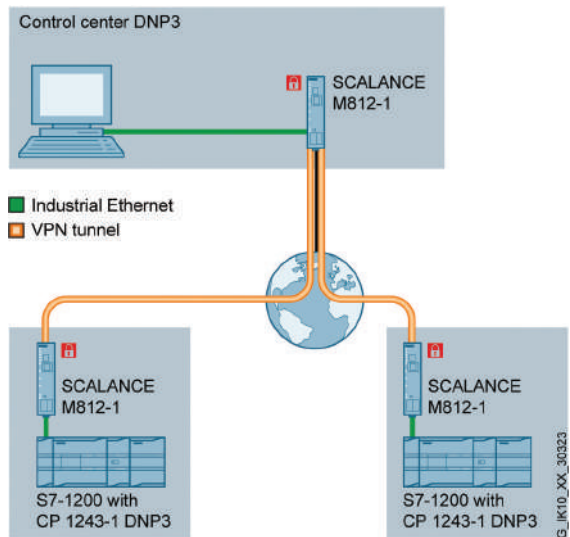 Control center DNP3
SCALANCE
M812-1
Industrial Ethernet
VPN tunnel
SCALANCE
M812-1
S7-1200 with
CP 1243-1 DNP3
SCALANCE
M812-1
S7-1200 with
CP 1243-1 DNP3
G_IK10_XX_30323